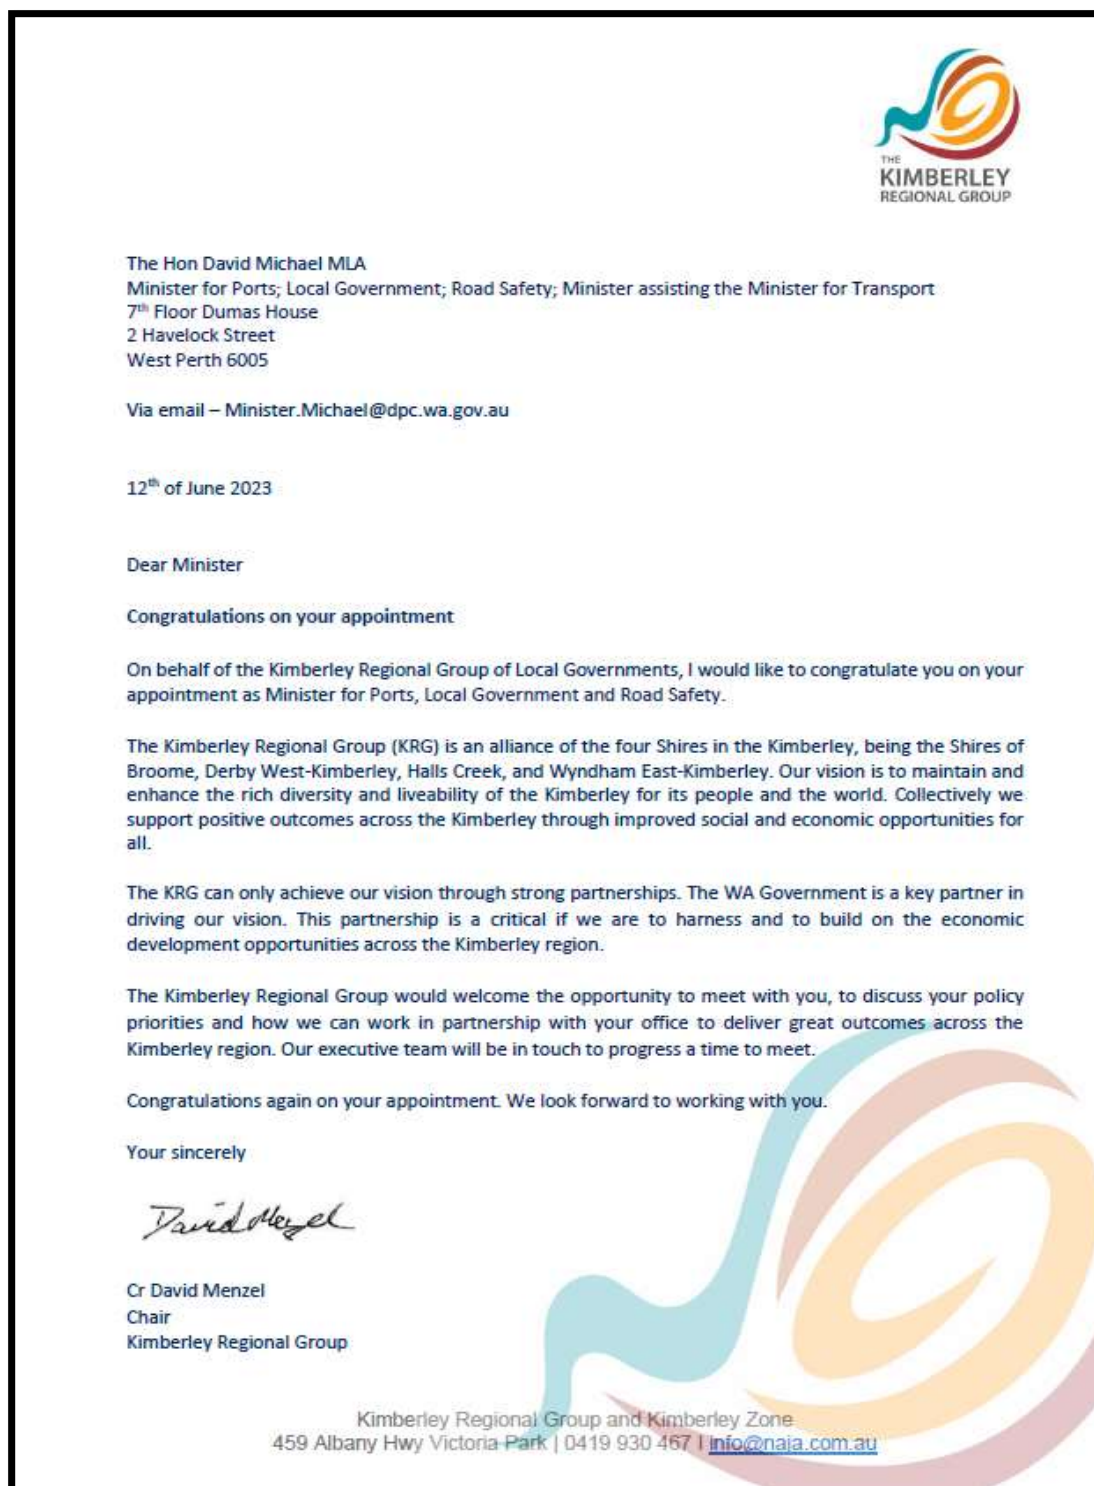 THE
KIMBERLEY
REGIONAL GROUP
The Hon David Michael MLA
Minister for Ports; Local Government; Road Safety; Minister assisting the Minister for Transport
7th Floor Dumas House
2 Havelock Street
West Perth 6005
Via email – Minister.Michael@dpc.wa.gov.au
12th of June 2023
Dear Minister
Congratulations on your appointment
On behalf of the Kimberley Regional Group of Local Governments, I would like to congratulate you on your
appointment as Minister for Ports, Local Government and Road Safety.
The Kimberley Regional Group (KRG) is an alliance of the four Shires in the Kimberley, being the Shires of
Broome, Derby West-Kimberley, Halls Creek, and Wyndham East-Kimberley. Our vision is to maintain and
enhance the rich diversity and liveability of the Kimberley for its people and the world. Collectively we
support positive outcomes across the Kimberley through improved social and economic opportunities for
all.
The KRG can only achieve our vision through strong partnerships. The WA Government is a key partner in
driving our vision. This partnership is a critical if we are to harness and to build on the economic
development opportunities across the Kimberley region.
The Kimberley Regional Group would welcome the opportunity to meet with you, to discuss your policy
priorities and how we can work in partnership with your office to deliver great outcomes across the
Kimberley region. Our executive team will be in touch to progress a time to meet.
Congratulations again on your appointment. We look forward to working with you.
Your sincerely
David Menzel
Cr David Menzel
Chair
Kimberley Regional Group
Kimberley Regional Group and Kimberley Zone
459 Albany Hwy Victoria Park | 0419 930 467 I info@naja.com.au